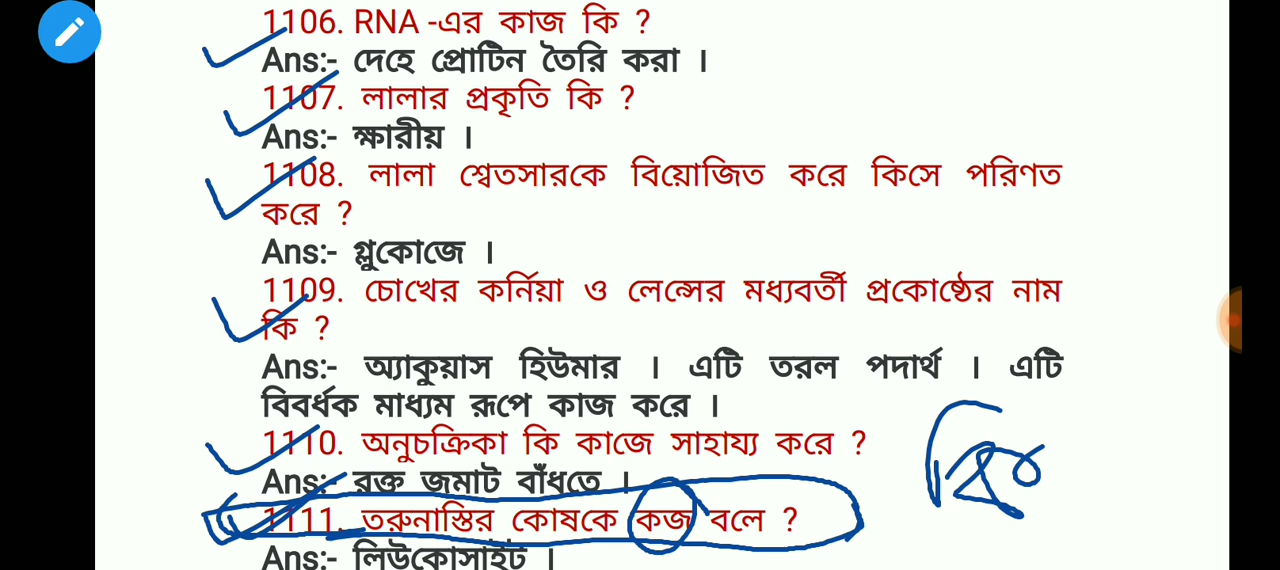 1106. RNA -এর কাজ কি ?
Ans:- দেহে প্রোটিন তৈরি করা ।
1107. লালার প্রকৃতি কি ?
Ans:- ক্ষারীয় ।
1108. লালা শ্বেতসারকে বিয়োজিত করে কিসে পরিণত
করে ?
Ans:- গ্লুকোজে ।
1109. চোখের কর্নিয়া ও লেন্সের মধ্যবর্তী প্রকোষ্ঠের নাম
কি ?
Ans:- অ্যাকুয়াস হিউমার । এটি তরল পদার্থ । এটি
বিবর্ধক মাধ্যম রূপে কাজ করে ।
1110. অনুচক্রিকা কি কাজে সাহায্য করে ?
Ans:- রক্ত জমাট বাঁধতে ।
1111. তরুনাস্তির কোষকে কজ বলে ?
Ans:- লিউকোসাইট ।